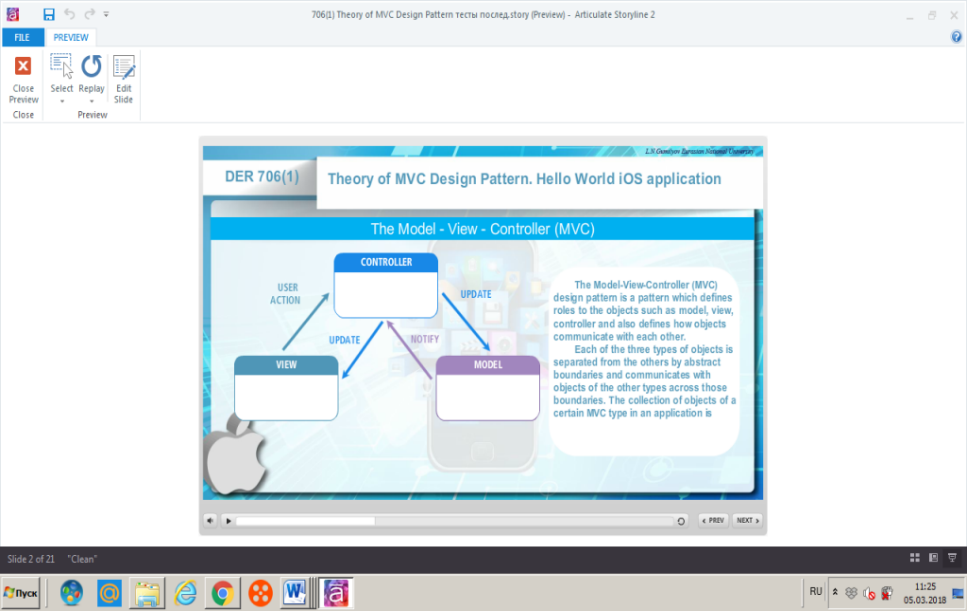 706(1) Theory of MVC Design Pattern тесты послед.story (Preview) - Articulate Storyline 2
FILE
PREVIEW
Close Preview
Select
Replay
Edit Slide
Close
Preview
L.N Gumilyov Eurasian National University
DER 706(1)
Theory of MVC Design Pattern. Hello World iOS application
The Model - View - Controller (MVC)
CONTROLLER
USER
ACTION
UPDATE
UPDATE
NOTIFY
VIEW
MODEL
The Model-View-Controller (MVC)
design pattern is a pattern which defines
roles to the objects such as model, view,
controller and also defines how objects
communicate with each other.
Each of the three types of objects is
separated from the others by abstract
boundaries and communicates with
objects of the other types across those
boundaries. The collection of objects of a
certain MVC type in an application is
PREV
NEXT
Slide 2 of 21 "Clean"
Пуск
RU
11:25
05.03.2018